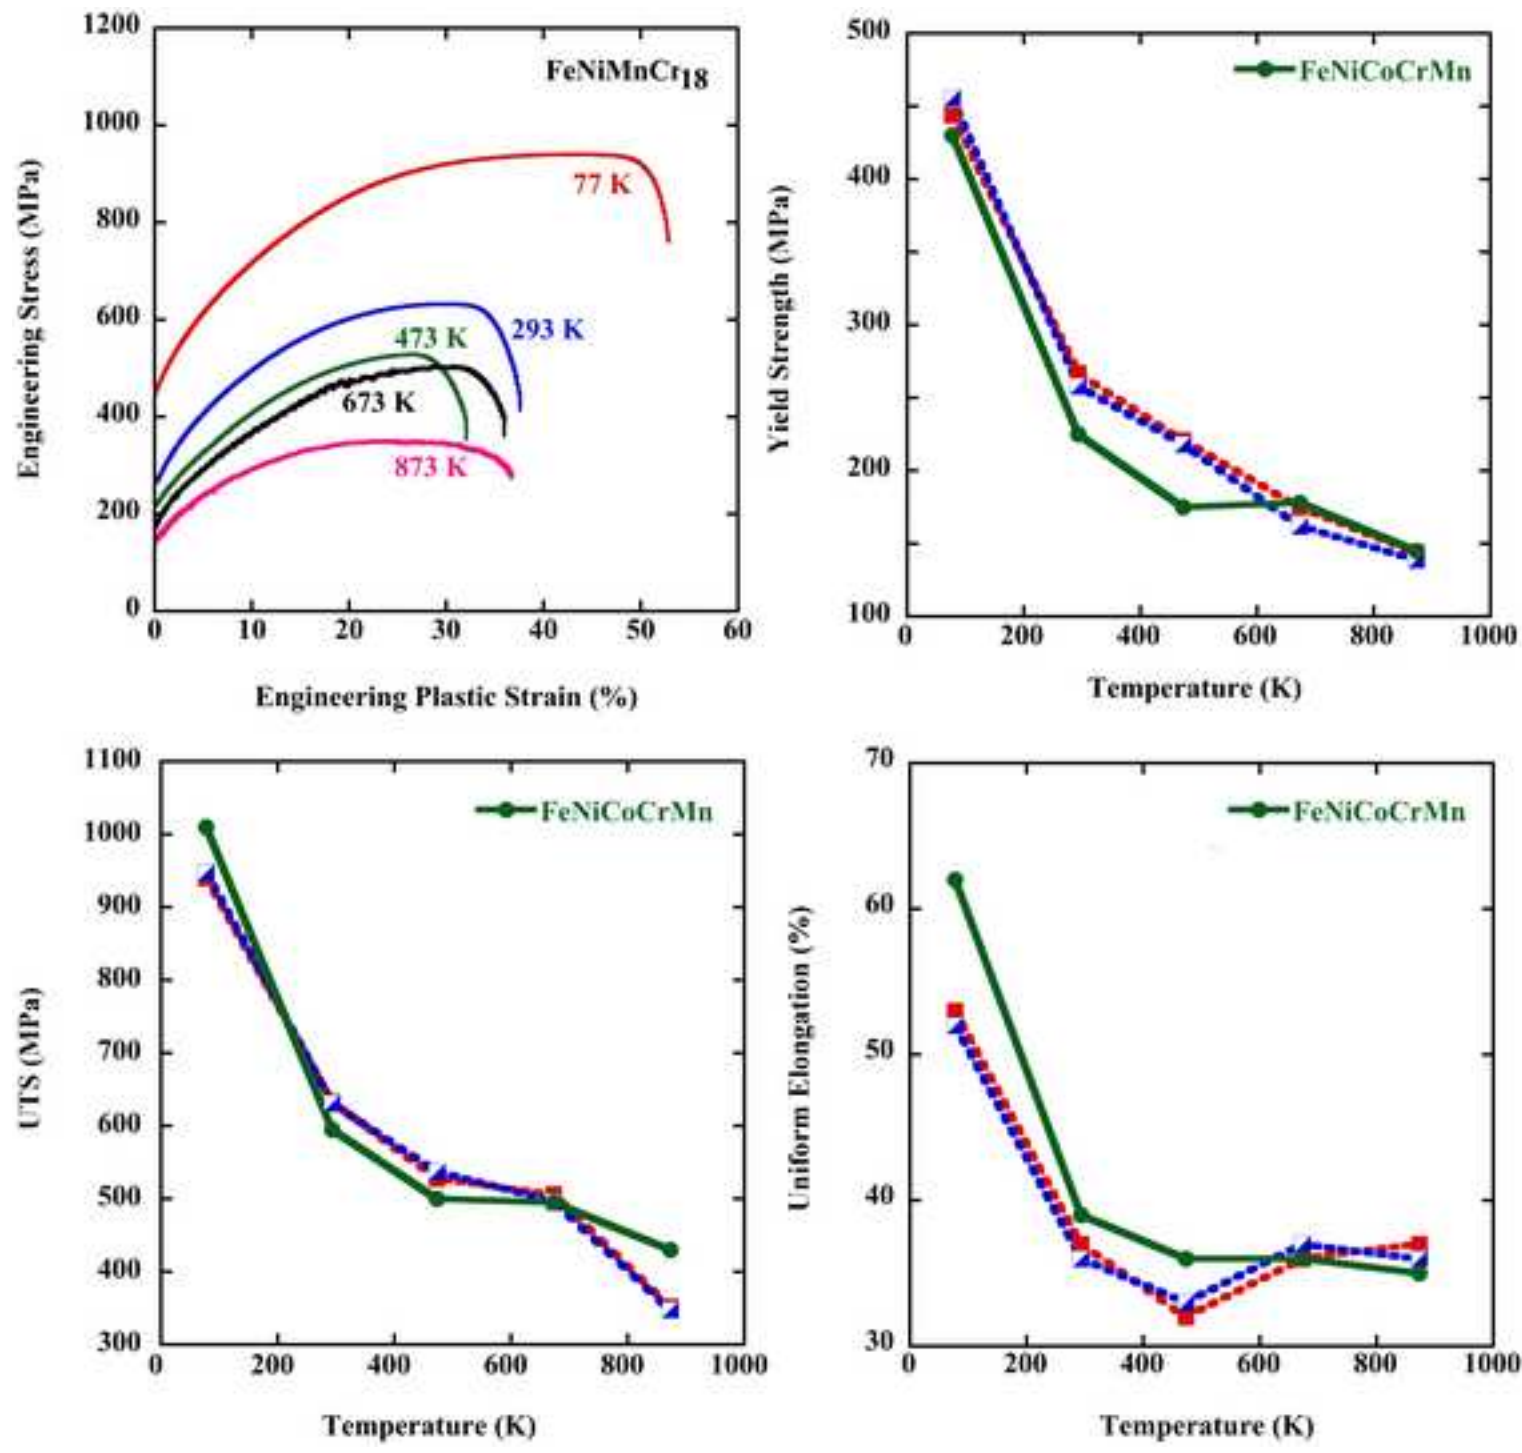 1200
1000
800
600
400
200
0
Engineering Stress (MPa)
FeNiMnCr18
77 K
293 K
473 K
673 K
873 K
0 10 20 30 40 50 60
Engineering Plastic Strain (%)
500
400
300
200
100
Yield Strength (MPa)
FeNiCoCrMn
0 200 400 600 800 1000
Temperature (K)
1100
1000
900
800
700
600
500
400
300
UTS (MPa)
FeNiCoCrMn
0 200 400 600 800 1000
Temperature (K)
70
60
50
40
30
Uniform Elongation (%)
FeNiCoCrMn
0 200 400 600 800 1000
Temperature (K)